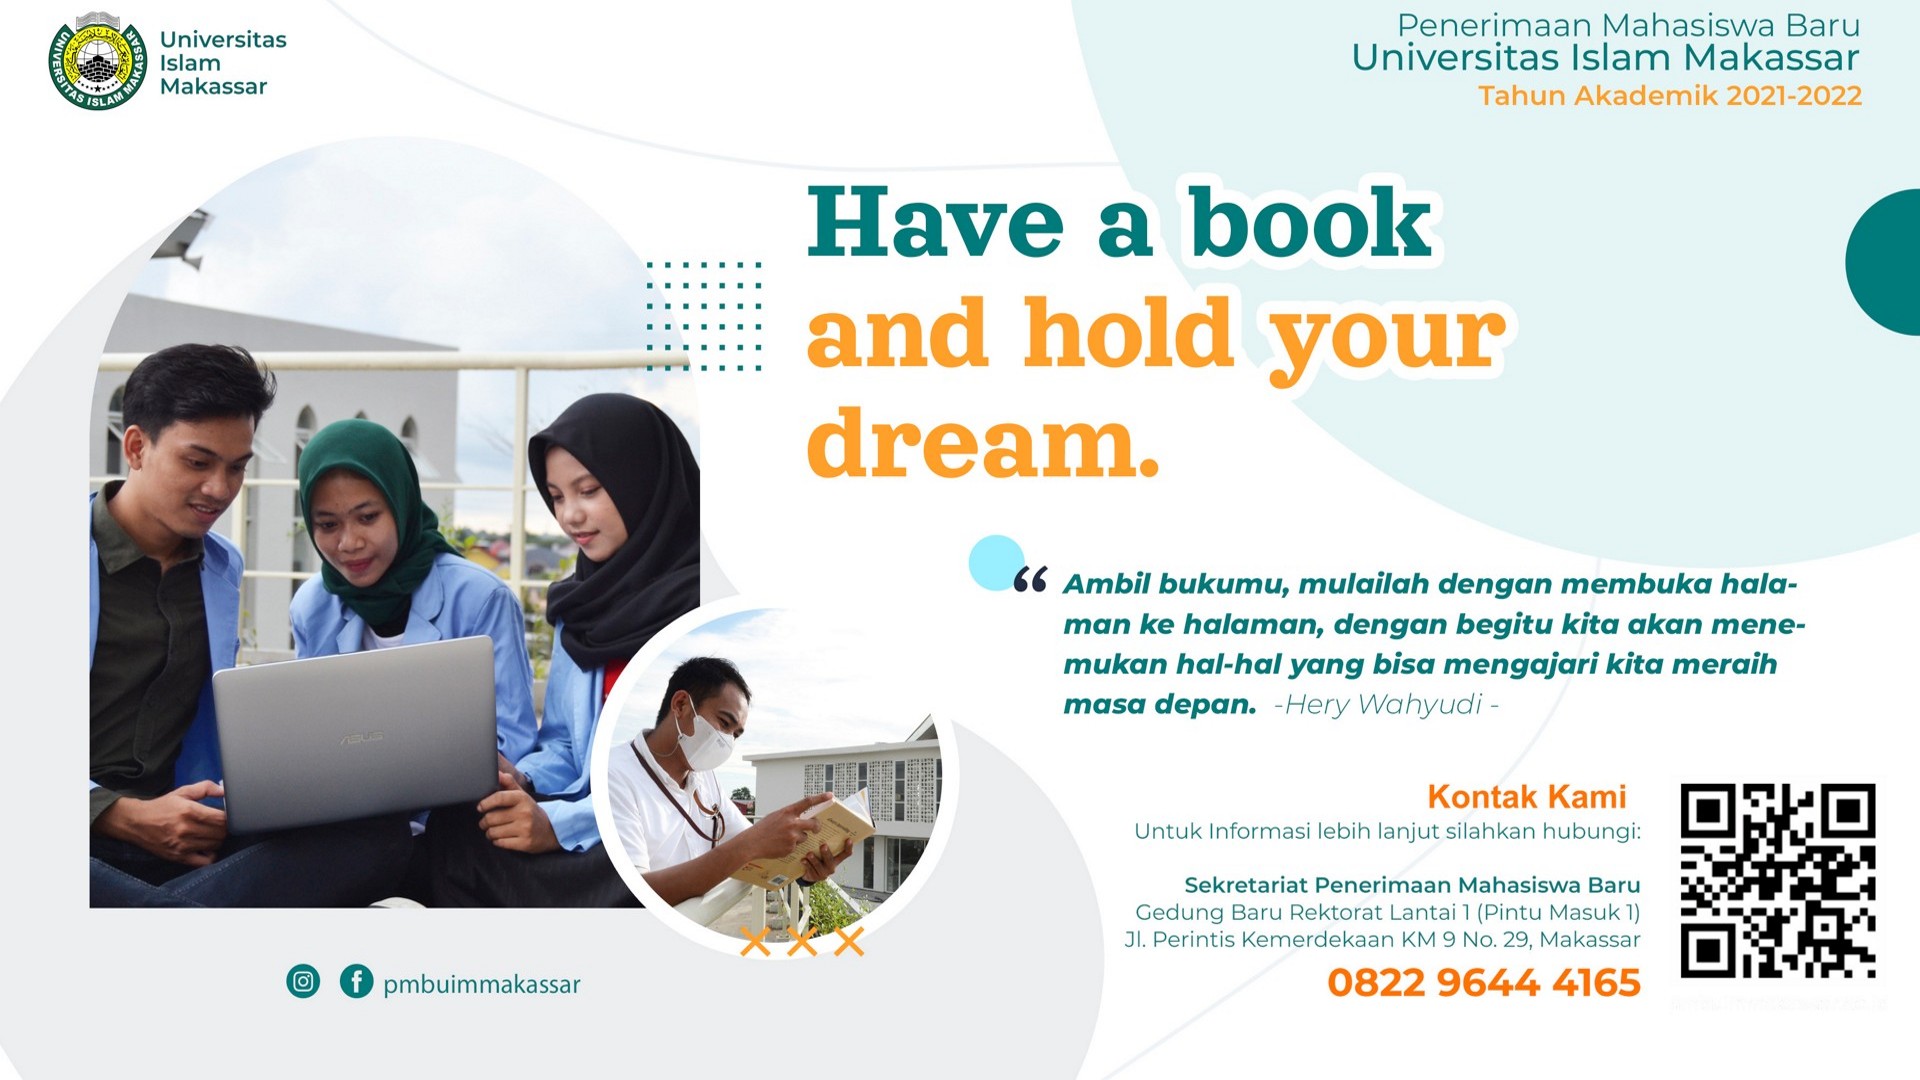 UNIVERSITAS ISLAM MAKASSAR
Universitas
Islam
Makassar
Penerimaan Mahasiswa Baru
Universitas Islam Makassar
Tahun Akademik 2021-2022
Have a book
and hold your
dream.
“ Ambil bukumu, mulailah dengan membuka hala-
man ke halaman, dengan begitu kita akan mene-
mukan hal-hal yang bisa mengajari kita meraih
masa depan. -Hery Wahyudi -
ASUS
Kontak Kami
Untuk Informasi lebih lanjut silahkan hubungi:
Sekretariat Penerimaan Mahasiswa Baru
Gedung Baru Rektorat Lantai 1 (Pintu Masuk 1)
Jl. Perintis Kemerdekaan KM 9 No. 29, Makassar
0822 9644 4165
pmbuimmakassar